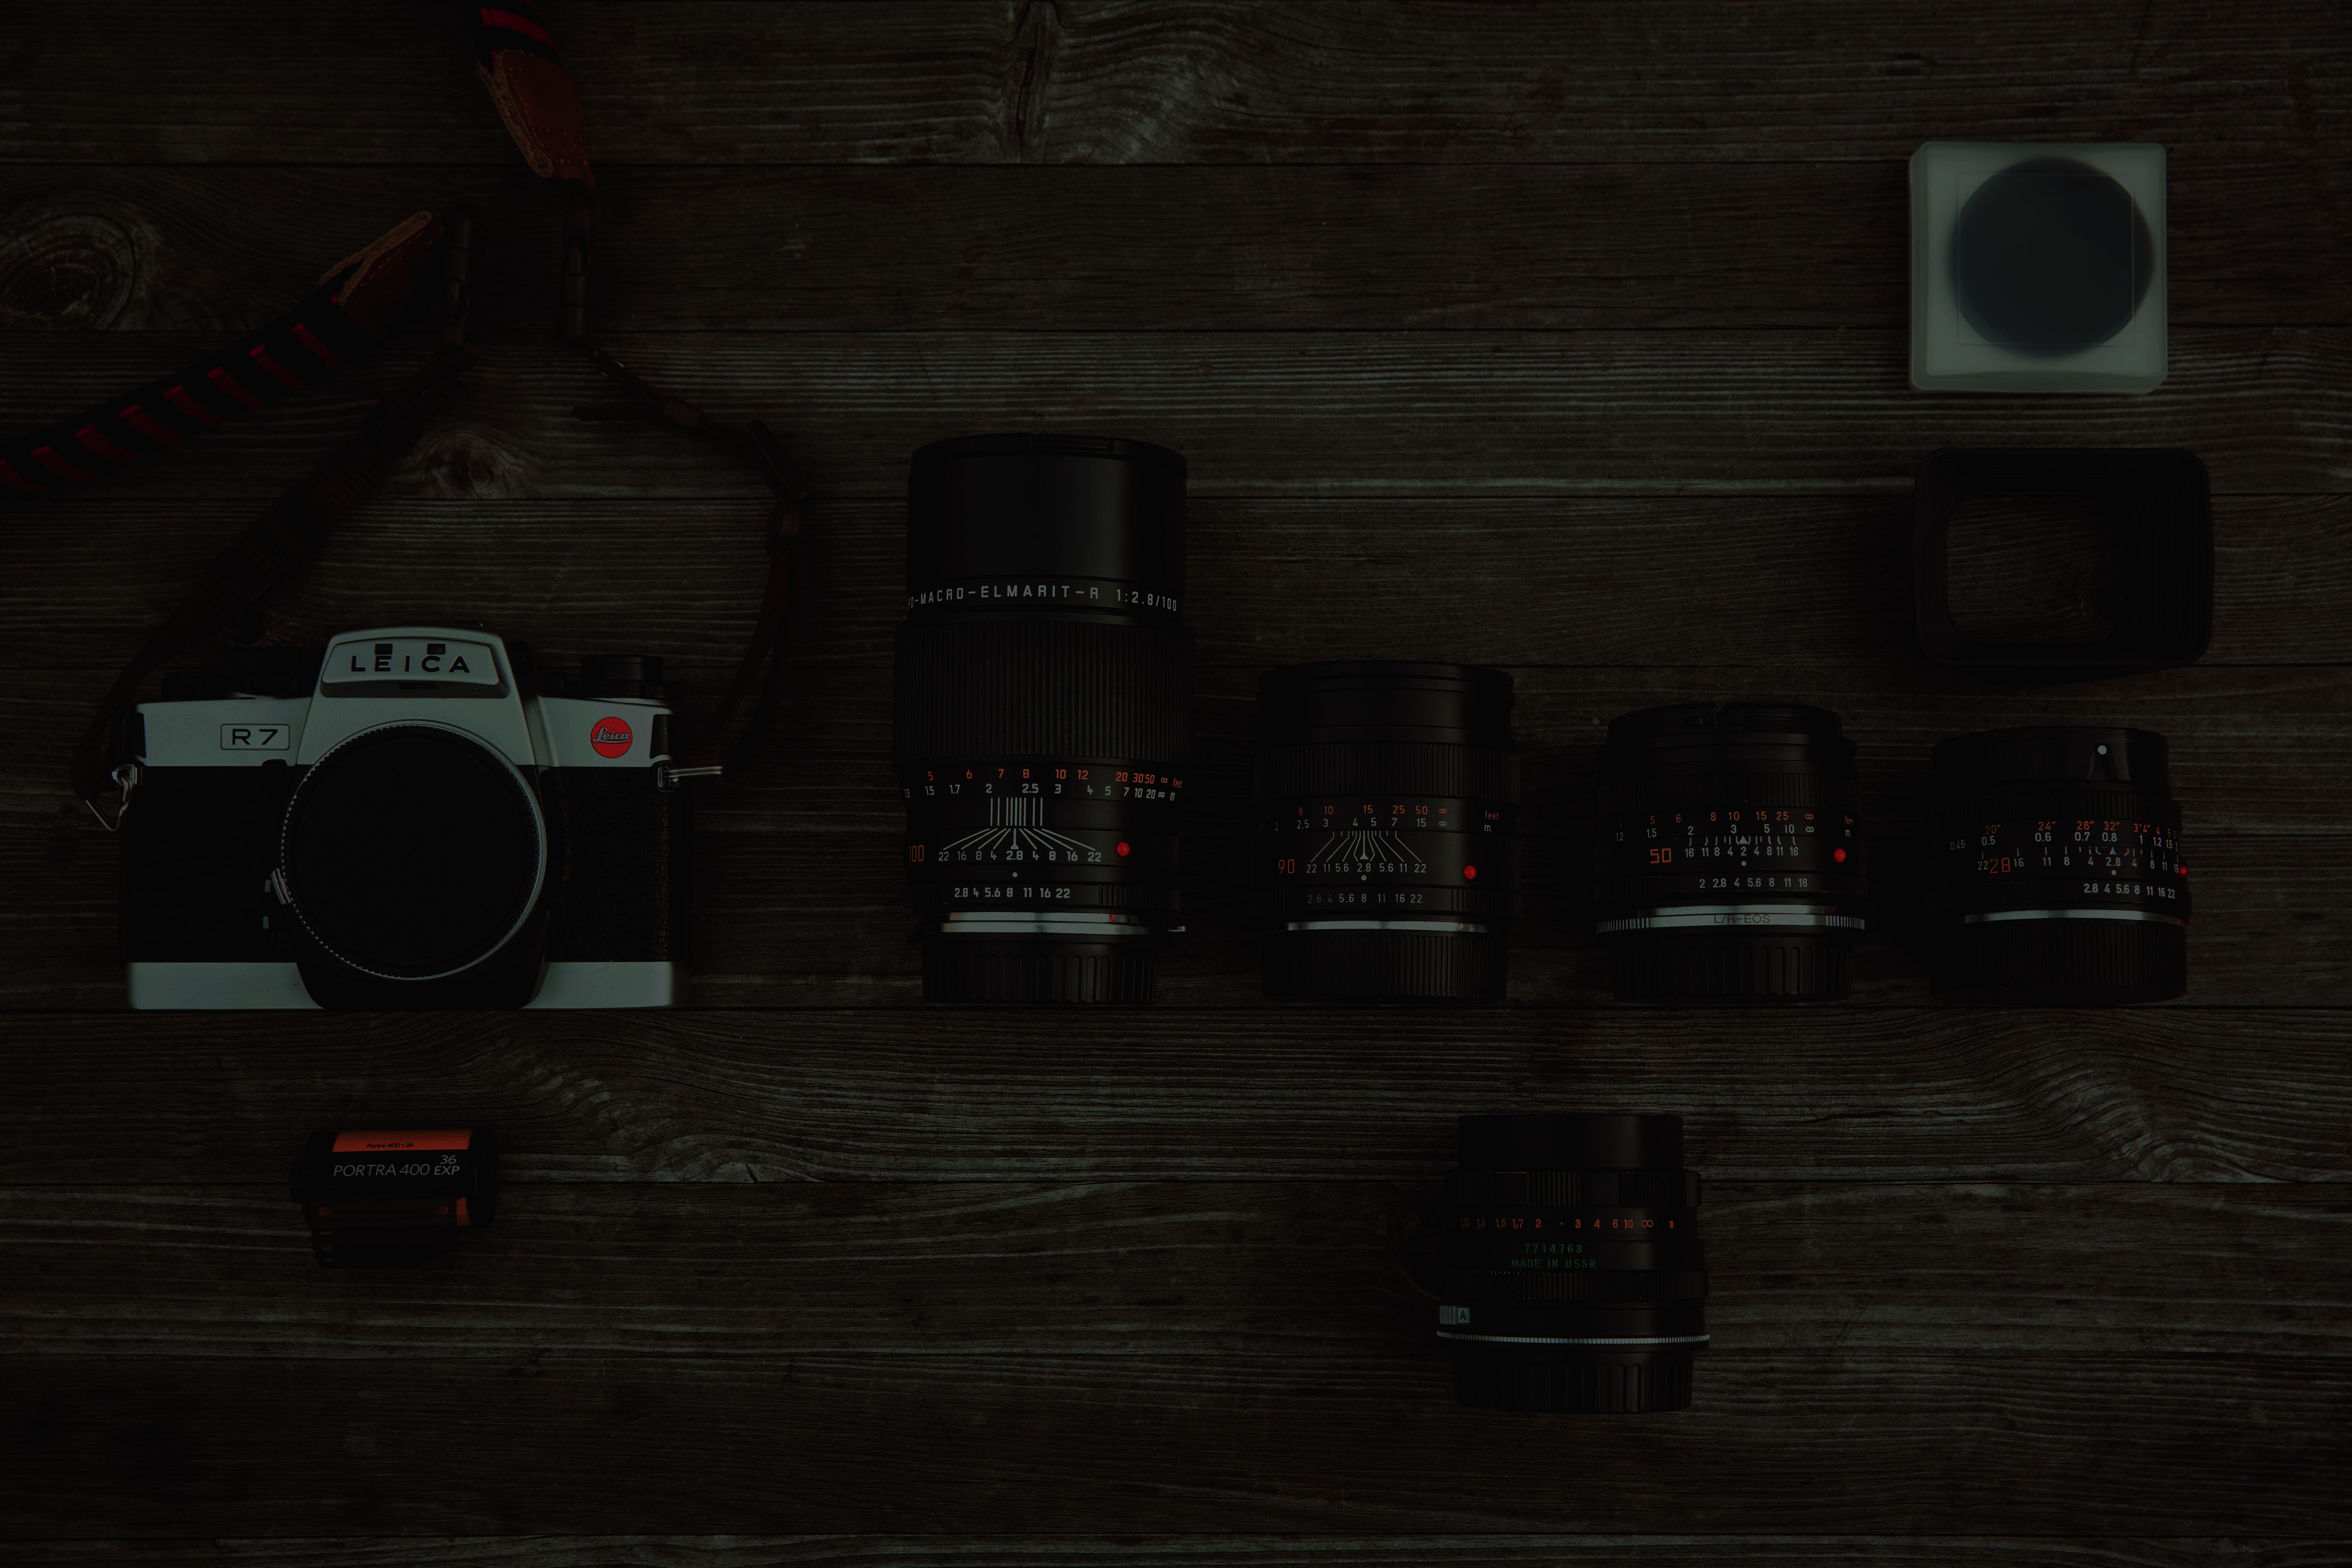 LEICA
R7
Leica
PO-MACRO-ELMARIT-R 1:2.8/100
5 6 7 8 10 12 20 30 50 ∞ feet
1.5 1.7 2 2.5 3 4 5 7 10 20 ∞ m
100 22 16 8 4 2.8 4 8 16 22
2.8 4 5.6 8 11 16 22
8 10 15 25 50 ∞ feet
2 2.5 3 4 5 7 15 ∞ m
90 22 11 5.6 2.8 5.6 11 22
2.8 4 5.6 8 11 16 22
4 5 6 8 10 15 25 ∞ feet
1.2 1.5 2 3 5 10 ∞ m
50 16 11 8 4 2 4 8 11 16
2 2.8 4 5.6 8 11 16
L/R-EOS
20" 24" 28" 32" 3'4" 4 5
0.45 0.5 0.6 0.7 0.8 1 1.2 1.5
22 28 16 11 8 4 2.8 4 8 11 16
2.8 4 5.6 8 11 16 22
Portra 400-36
36
PORTRA 400 EXP
1,3 1,5 1,7 2 · 3 4 6 10 ∞ m
7714763
MADE IN USSR
A